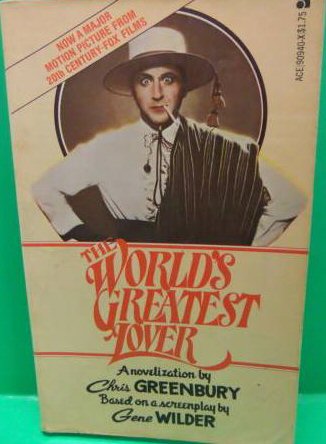 NOW A MAJOR
MOTION PICTURE FROM
20th CENTURY-FOX FILMS
ACE/90940-X/$1.75
THE
WORLD'S
GREATEST
LOVER
A novelization by
Chris GREENBURY
Based on a screenplay by
Gene WILDER